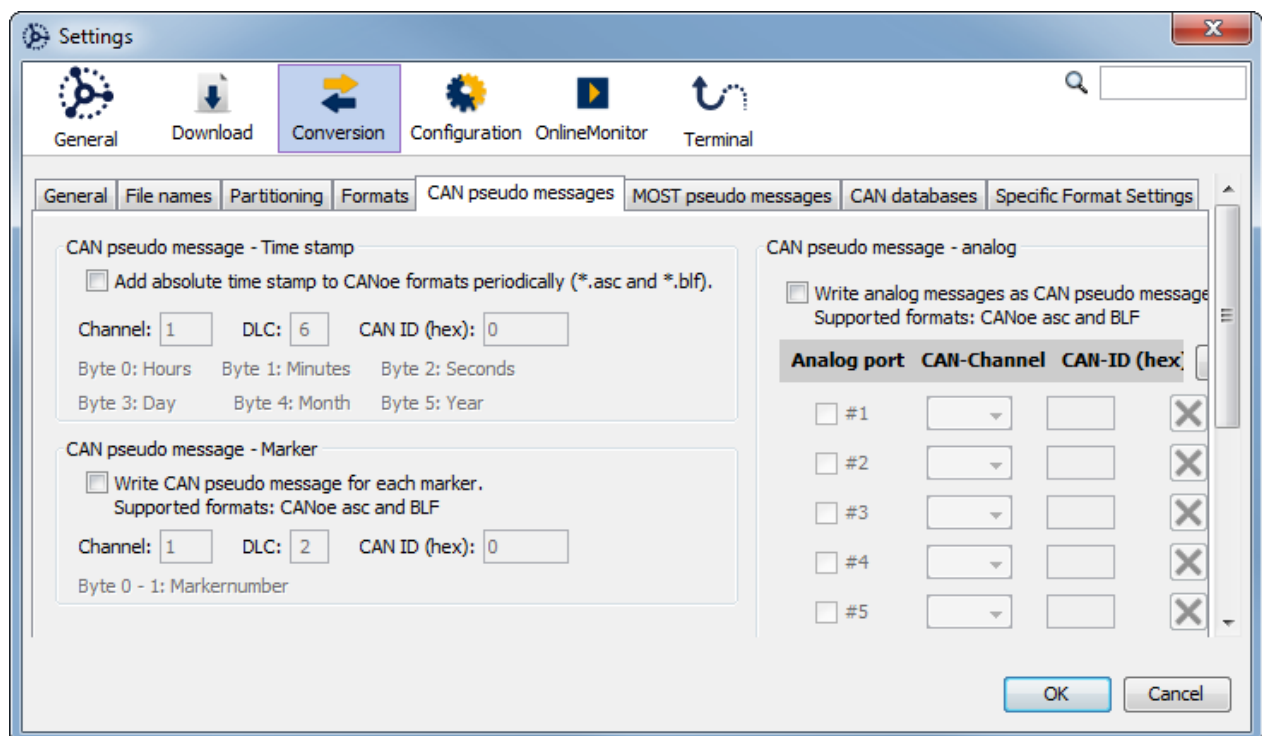 Settings
General Download Conversion Configuration OnlineMonitor Terminal
General File names Partitioning Formats CAN pseudo messages MOST pseudo messages CAN databases Specific Format Settings
CAN pseudo message - Time stamp
Add absolute time stamp to CANoe formats periodically (*.asc and *.blf).
Channel: 1 DLC: 6 CAN ID (hex): 0
Byte 0: Hours Byte 1: Minutes Byte 2: Seconds
Byte 3: Day Byte 4: Month Byte 5: Year
CAN pseudo message - Marker
Write CAN pseudo message for each marker.
Supported formats: CANoe asc and BLF
Channel: 1 DLC: 2 CAN ID (hex): 0
Byte 0 - 1: Markernumber
CAN pseudo message - analog
Write analog messages as CAN pseudo message
Supported formats: CANoe asc and BLF
Analog port CAN-Channel CAN-ID (hex)
#1
#2
#3
#4
#5
OK Cancel